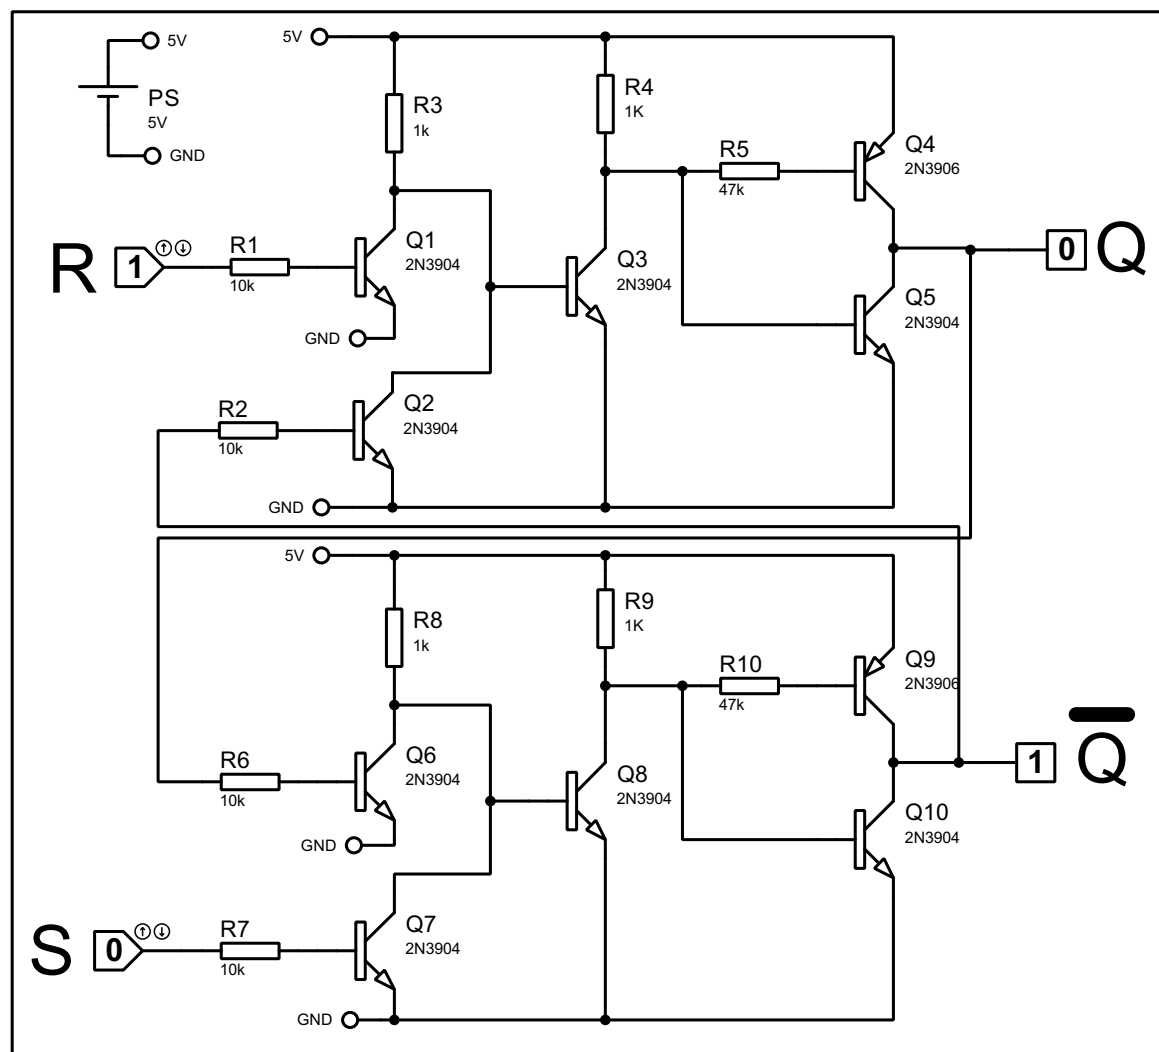 5V
PS
5V
GND
5V
R3
1k
R4
1K
R5
47k
Q4
2N3906
R
1
R1
10k
Q1
2N3904
GND
Q3
2N3904
0
Q
Q5
2N3904
R2
10k
Q2
2N3904
GND
5V
R8
1k
R9
1K
R10
47k
Q9
2N3906
R6
10k
Q6
2N3904
GND
Q8
2N3904
1
Q
Q10
2N3904
S
0
R7
10k
Q7
2N3904
GND